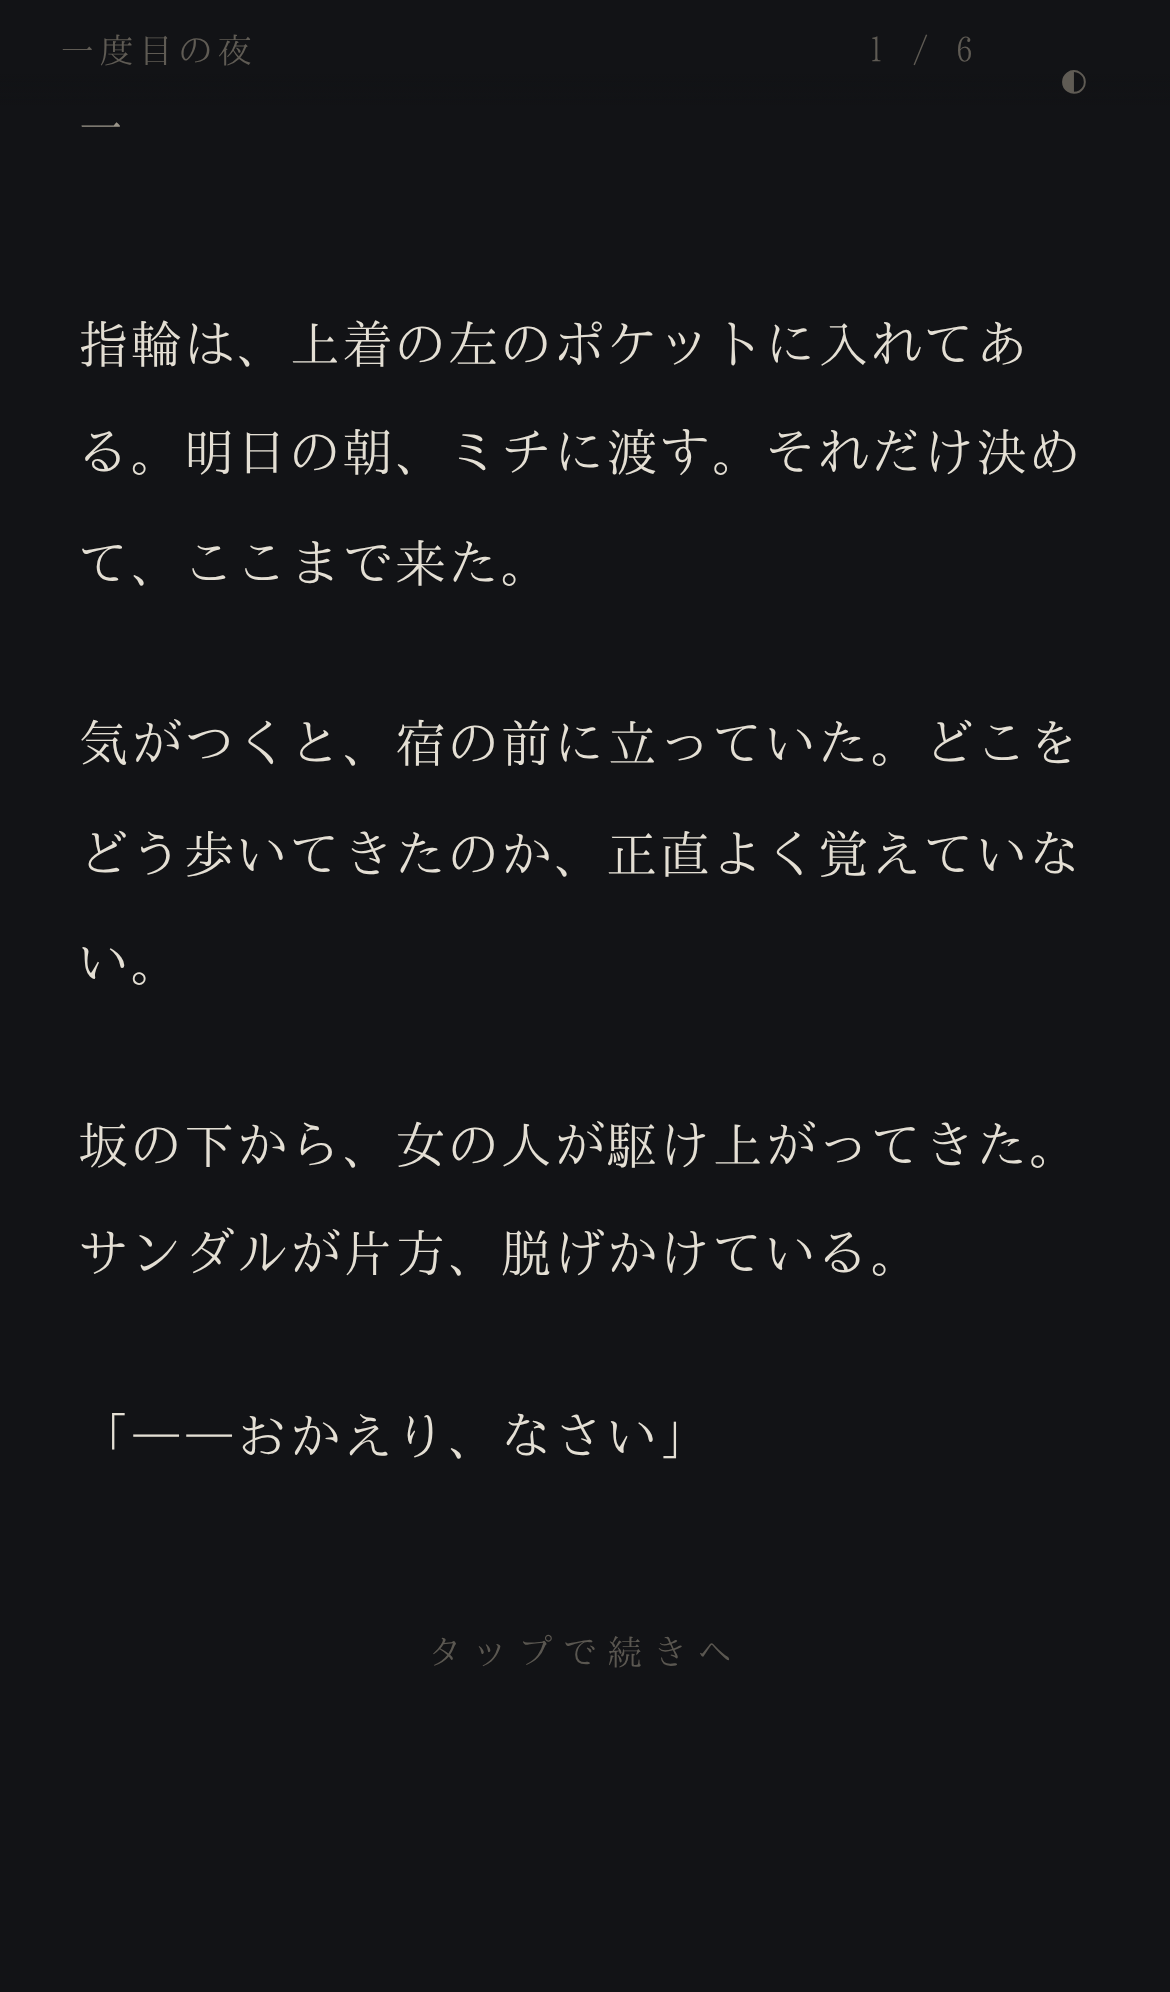 一度目の夜
1 / 6
一
指輪は、上着の左のポケットに入れてあ
る。明日の朝、ミチに渡す。それだけ決め
て、ここまで来た。
気がつくと、宿の前に立っていた。どこを
どう歩いてきたのか、正直よく覚えていな
い。
坂の下から、女の人が駆け上がってきた。
サンダルが片方、脱げかけている。
「――おかえり、なさい」
タップで続きへ